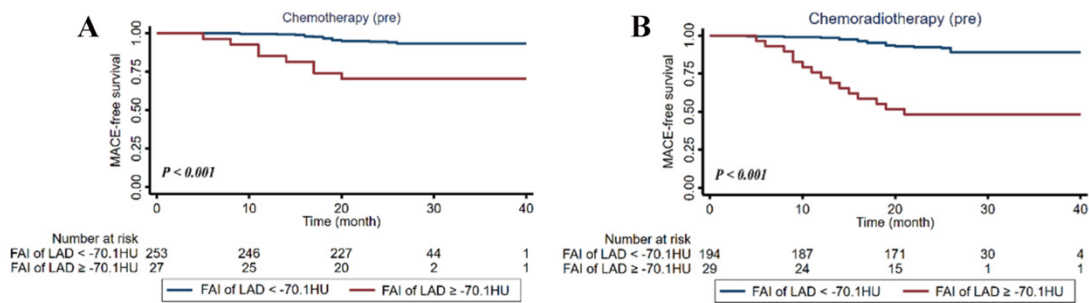 A
Chemotherapy (pre)
MACE-free survival
1.00
0.75
0.50
0.25
0.00
P < 0.001
0 10 20 30 40
Time (month)
Number at risk
FAI of LAD < -70.1HU 253 246 227 44 1
FAI of LAD ≥ -70.1HU 27 25 20 2 1
FAI of LAD < -70.1HU FAI of LAD ≥ -70.1HU
B
Chemoradiotherapy (pre)
MACE-free survival
1.00
0.75
0.50
0.25
0.00
P < 0.001
0 10 20 30 40
Time (month)
Number at risk
FAI of LAD < -70.1HU 194 187 171 30 4
FAI of LAD ≥ -70.1HU 29 24 15 1 1
FAI of LAD < -70.1HU FAI of LAD ≥ -70.1HU